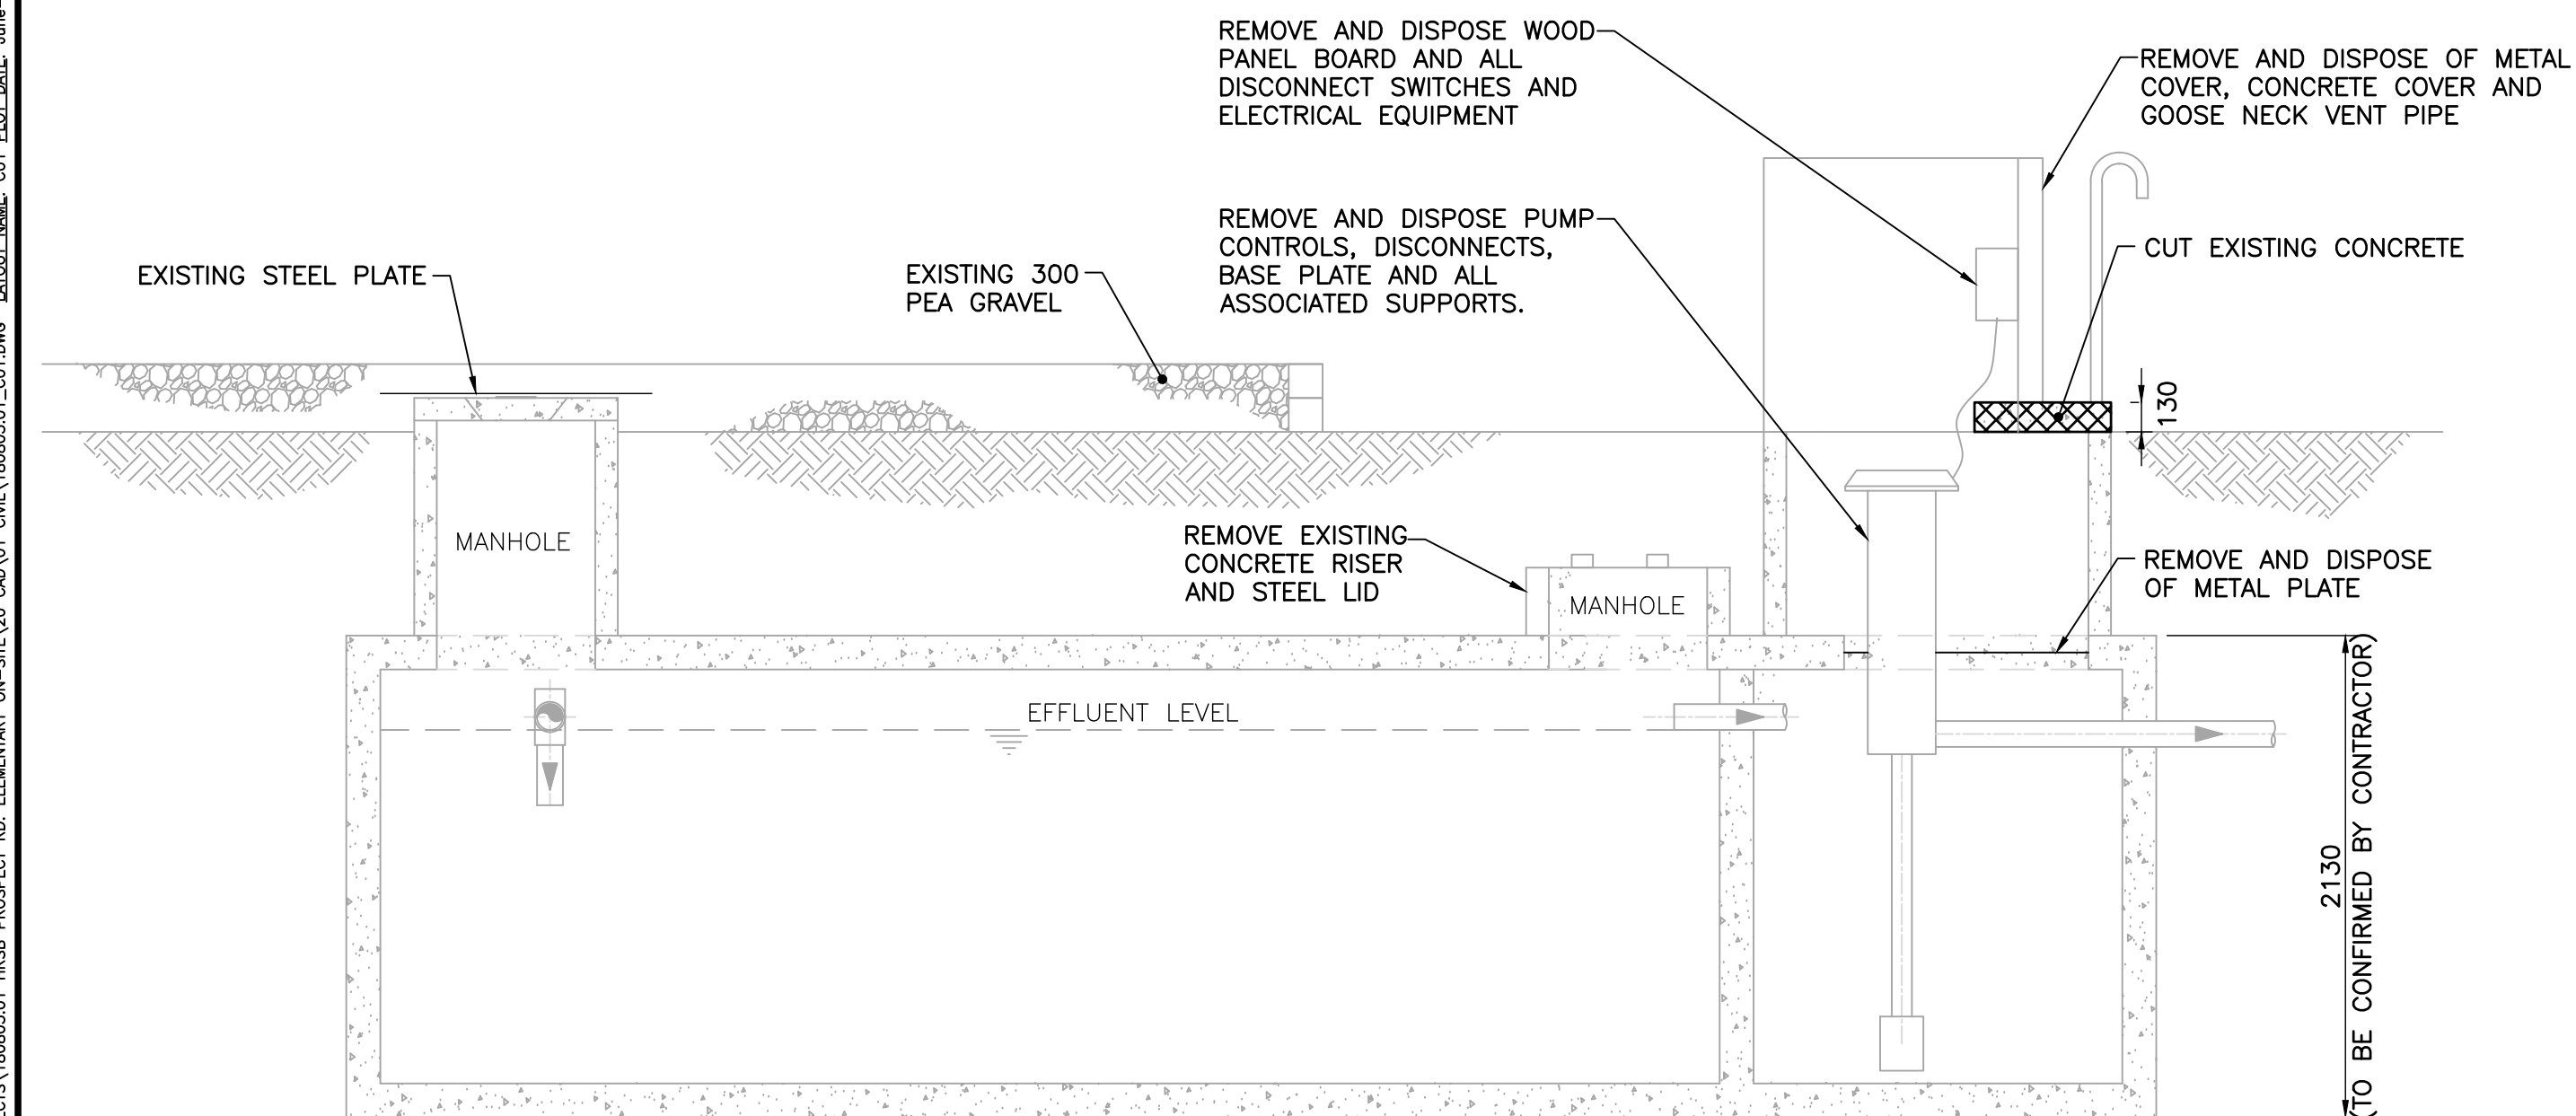 REMOVE AND DISPOSE WOOD
PANEL BOARD AND ALL
DISCONNECT SWITCHES AND
ELECTRICAL EQUIPMENT
REMOVE AND DISPOSE OF METAL
COVER, CONCRETE COVER AND
GOOSE NECK VENT PIPE
REMOVE AND DISPOSE PUMP
CONTROLS, DISCONNECTS,
BASE PLATE AND ALL
ASSOCIATED SUPPORTS.
CUT EXISTING CONCRETE
EXISTING STEEL PLATE
EXISTING 300
PEA GRAVEL
130
MANHOLE
REMOVE EXISTING
CONCRETE RISER
AND STEEL LID
MANHOLE
REMOVE AND DISPOSE
OF METAL PLATE
EFFLUENT LEVEL
2130
(TO BE CONFIRMED BY CONTRACTOR)